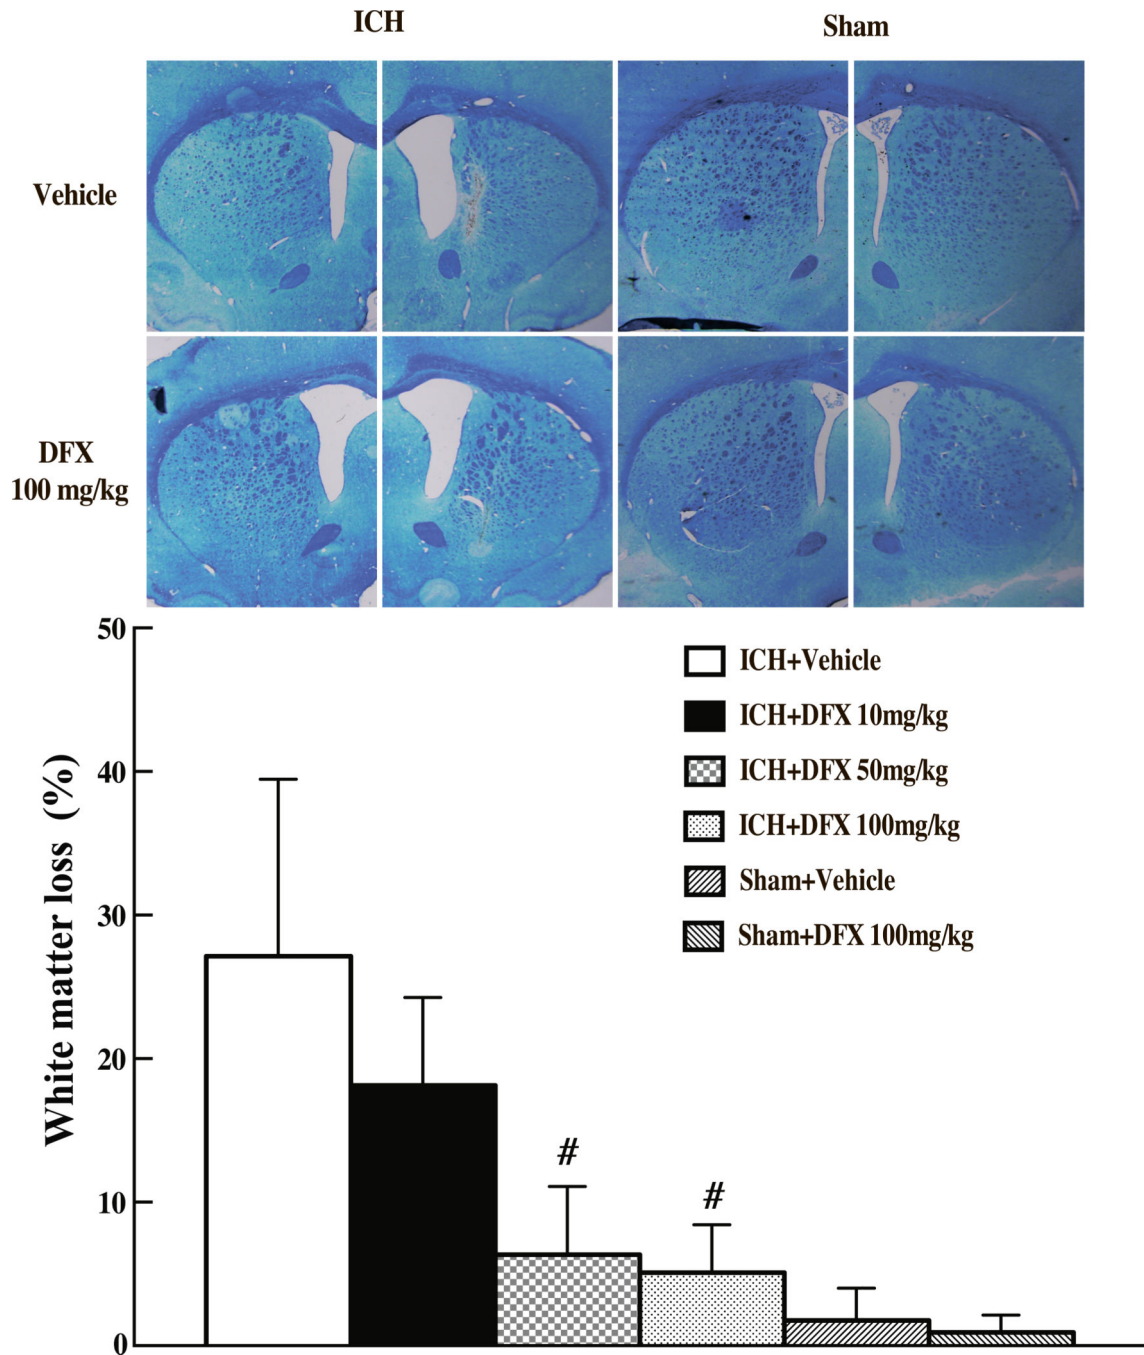 ICH
Sham
Vehicle
DFX
100 mg/kg
50
40
30
20
10
0
White matter loss (%)
#
#
ICH+Vehicle
ICH+DFX 10mg/kg
ICH+DFX 50mg/kg
ICH+DFX 100mg/kg
Sham+Vehicle
Sham+DFX 100mg/kg